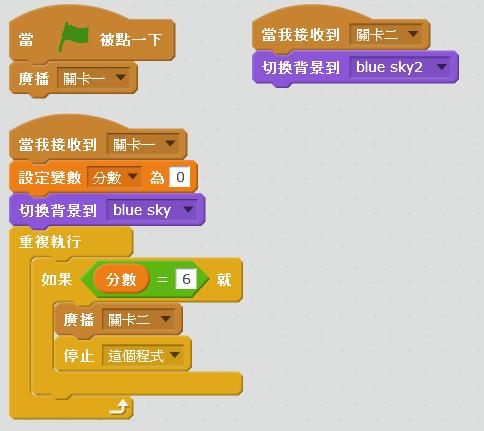 當 被點一下
廣播 關卡一
當我接收到 關卡二
切換背景到 blue sky2
當我接收到 關卡一
設定變數 分數 為 0
切換背景到 blue sky
重複執行
如果 分數 = 6 就
廣播 關卡二
停止 這個程式